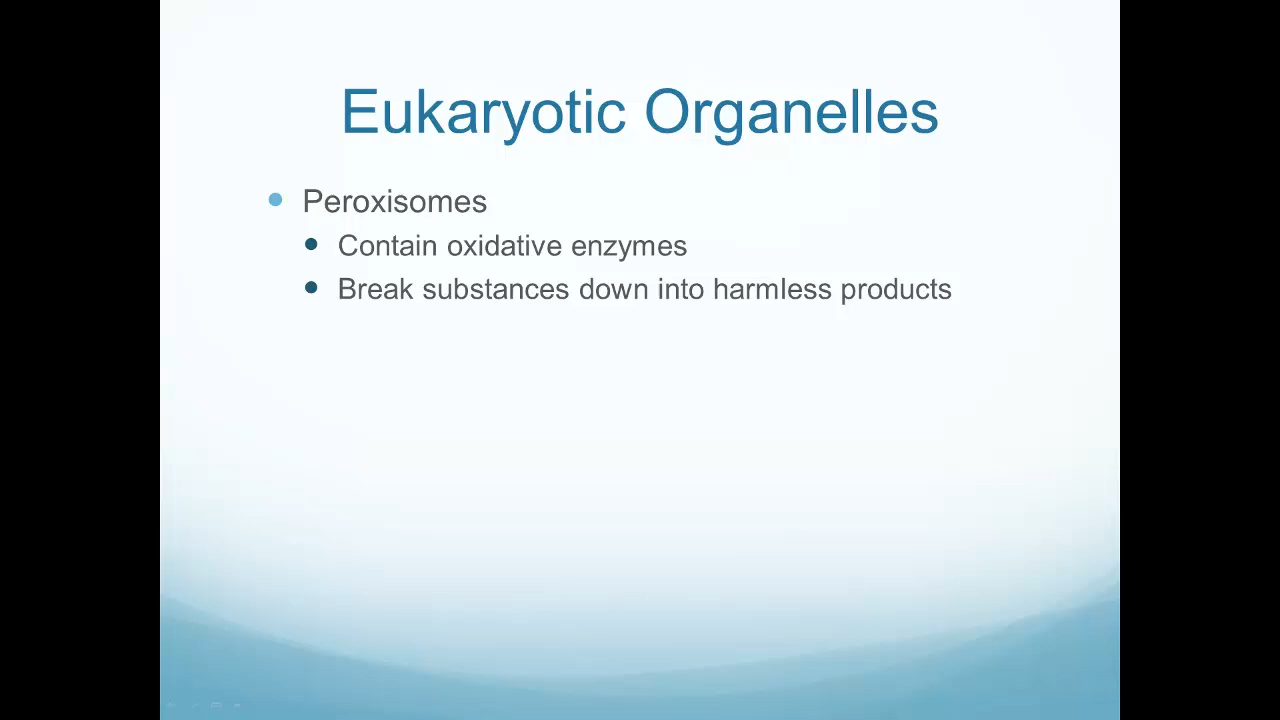 Eukaryotic Organelles
Peroxisomes
Contain oxidative enzymes
Break substances down into harmless products